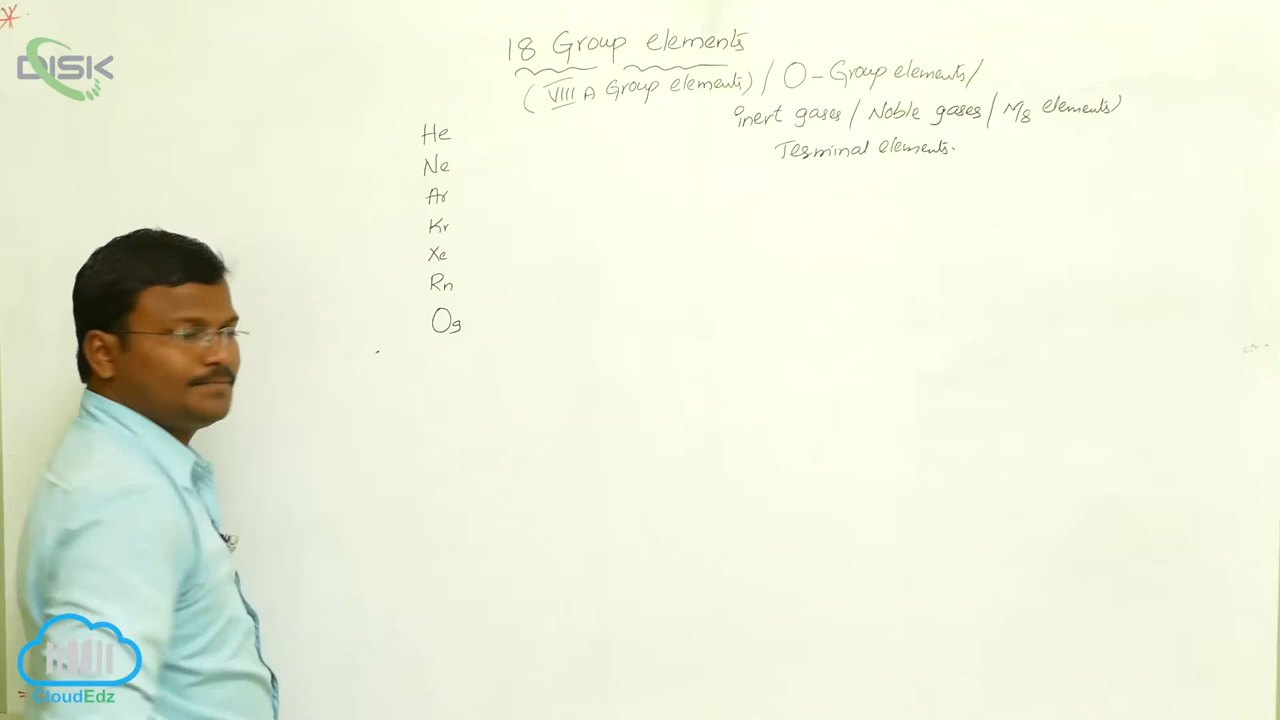 DISK
18 Group elements
(VIII A Group elements) / O - Group elements /
inert gases / Noble gases / M8 elements)
Terminal elements.
He
Ne
Ar
Kr
Xe
Rn
Og
CloudEdz